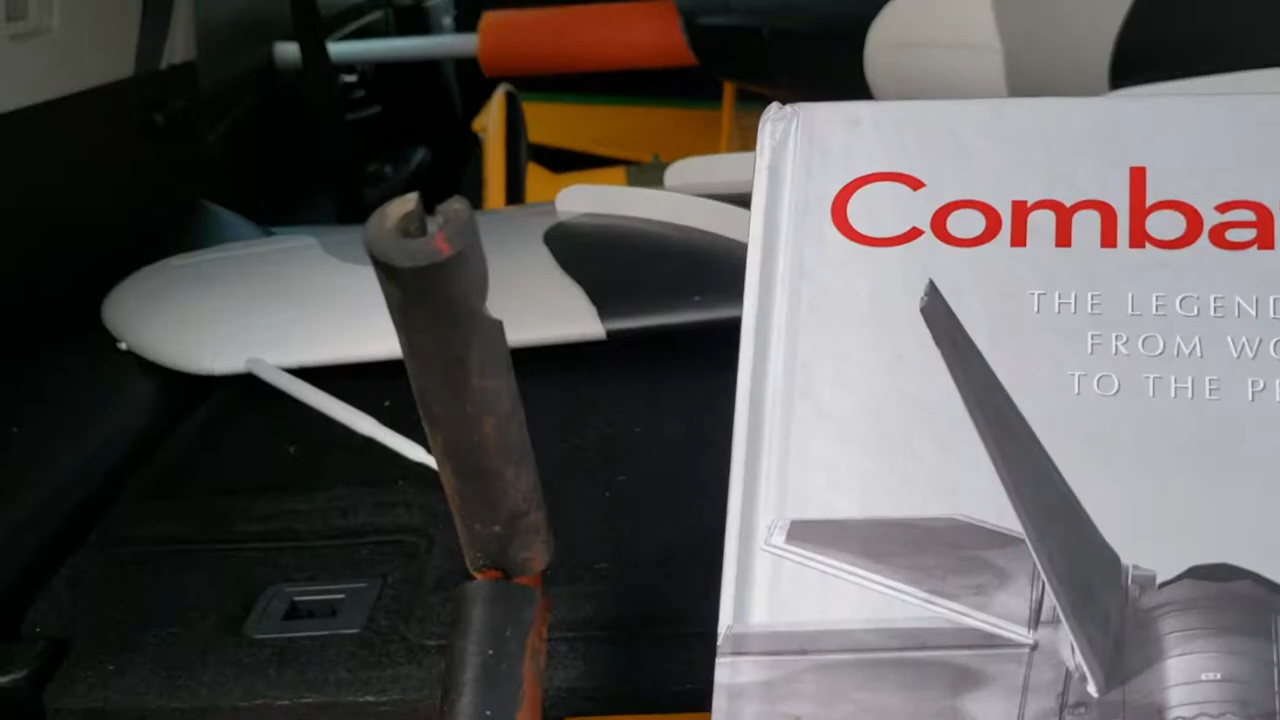 Comba
THE LEGEND
FROM WO
TO THE P